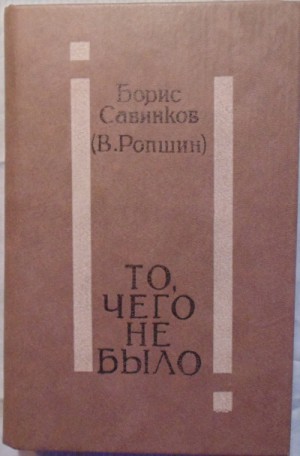 Борис
Савинков
(В. Ропшин)
ТО,
ЧЕГО
НЕ
БЫЛО